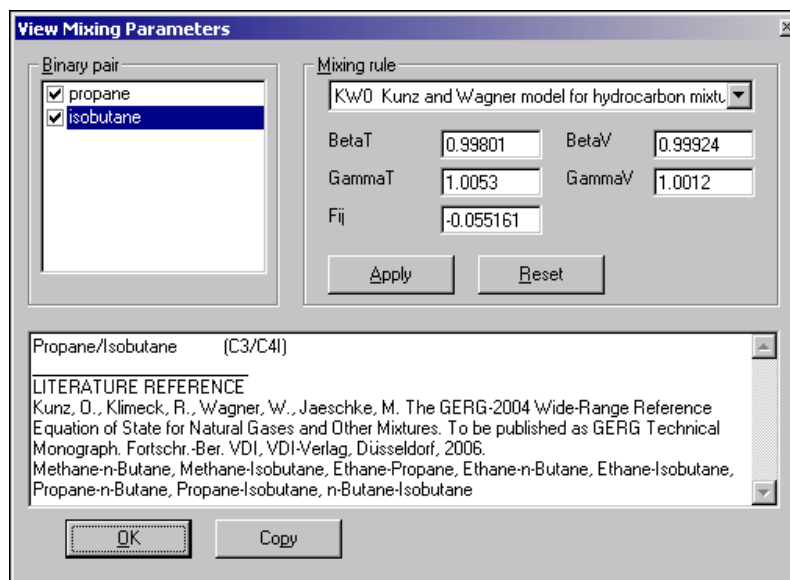 View Mixing Parameters
Binary pair
propane
isobutane
Mixing rule
KW0 Kunz and Wagner model for hydrocarbon mixtu
BetaT 0.99801 BetaV 0.99924
GammaT 1.0053 GammaV 1.0012
Fij -0.055161
Apply Reset
Propane/Isobutane (C3/C4I)
LITERATURE REFERENCE
Kunz, O., Klimeck, R., Wagner, W., Jaeschke, M. The GERG-2004 Wide-Range Reference
Equation of State for Natural Gases and Other Mixtures. To be published as GERG Technical
Monograph. Fortschr.-Ber. VDI, VDI-Verlag, Düsseldorf, 2006.
Methane-n-Butane, Methane-Isobutane, Ethane-Propane, Ethane-n-Butane, Ethane-Isobutane,
Propane-n-Butane, Propane-Isobutane, n-Butane-Isobutane
OK Copy